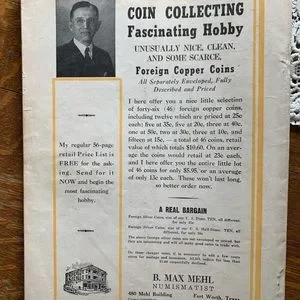 COIN COLLECTING
Fascinating Hobby
UNUSUALLY NICE, CLEAN,
AND SOME SCARCE,
Foreign Copper Coins
All Separately Enveloped, Fully
Described and Priced
I here offer you a nice little selection
of forty-six (46) foreign copper coins,
including twelve which are priced at 25c
each; five at 35c, five at 20c, three at 40c,
one at 50c, two at 30c, three at 10c, and
fifteen at 15c,—a total of 46 coins, retail
value of which totals $10.60. On an aver-
age the coins would retail at 23c each,
and I here offer you the entire little lot
of 46 coins for only $5.95, or an average
of only 13c each. These won't last long,
so better order now.
My regular 56-page
retail Price List is
FREE for the ask-
ing. Send for it
NOW and begin the
most fascinating
hobby.
A REAL BARGAIN
B. MAX MEHL
NUMISMATIST
480 Mehl Building
Fort Worth, Texas